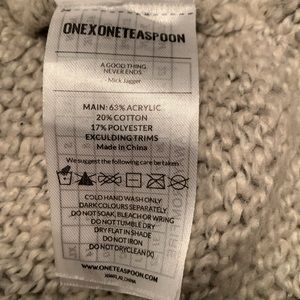 ONEXONETEASPOON
A GOOD THING
NEVER ENDS.
- Mick Jagger
MAIN: 63% ACRYLIC
20% COTTON
17% POLYESTER
EXCULDING TRIMS
Made in China
We suggest the following care be taken
COLD HAND WASH ONLY
DARK COLOURS SEPARATELY
DO NOT SOAK, BLEACH OR WRING
DO NOT TUMBLE DRY
DRY FLAT IN SHADE
DO NOT IRON
DO NOT DRYCLEAN (X)
WWW.ONETEASPOON.COM